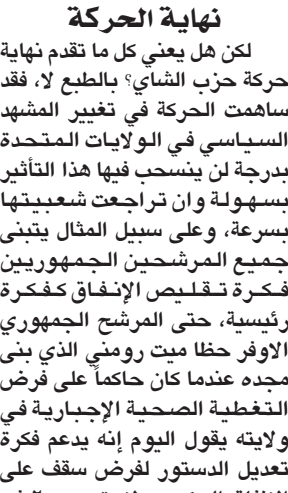 نهاية الحركة
لكن هل يعني كل ما تقدم نهاية
حركة حزب الشاي؟ بالطبع لا، فقد
ساهمت الحركة في تغيير المشهد
السياسي في الولايات المتحدة
بدرجة لن ينسحب فيها هذا التأثير
بسهولة وان تراجعت شعبيتها
بسرعة، وعلى سبيل المثال يتبنى
جميع المرشحين الجمهوريين
فكرة تقليص الإنفاق كفكرة
رئيسية، حتى المرشح الجمهوري
الاوفر حظا ميت رومني الذي بنى
مجده عندما كان حاكماً على فرض
التغطية الصحية الإجبارية في
ولايته يقول اليوم إنه يدعم فكرة
تعديل الدستور لفرض سقف على